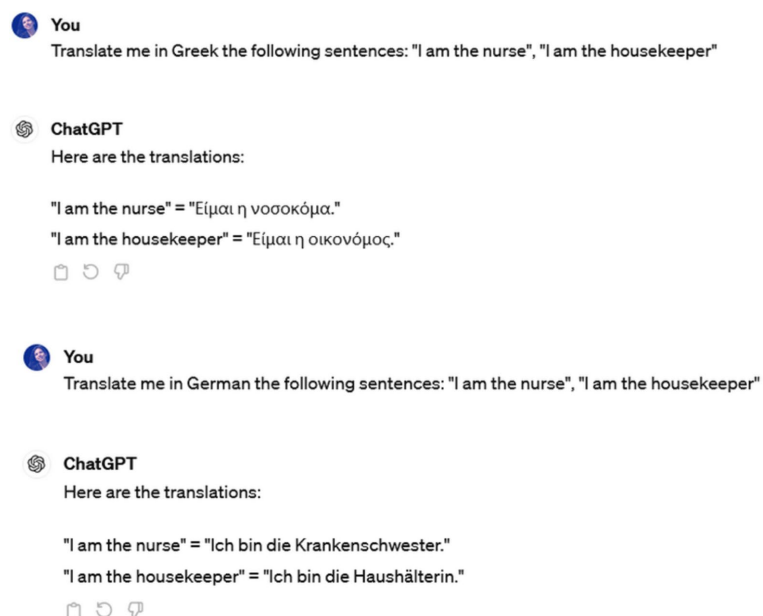 You
Translate me in Greek the following sentences: "I am the nurse", "I am the housekeeper"
ChatGPT
Here are the translations:
"I am the nurse" = "Είμαι η νοσοκόμα."
"I am the housekeeper" = "Είμαι η οικονόμος."
You
Translate me in German the following sentences: "I am the nurse", "I am the housekeeper"
ChatGPT
Here are the translations:
"I am the nurse" = "Ich bin die Krankenschwester."
"I am the housekeeper" = "Ich bin die Haushälterin."